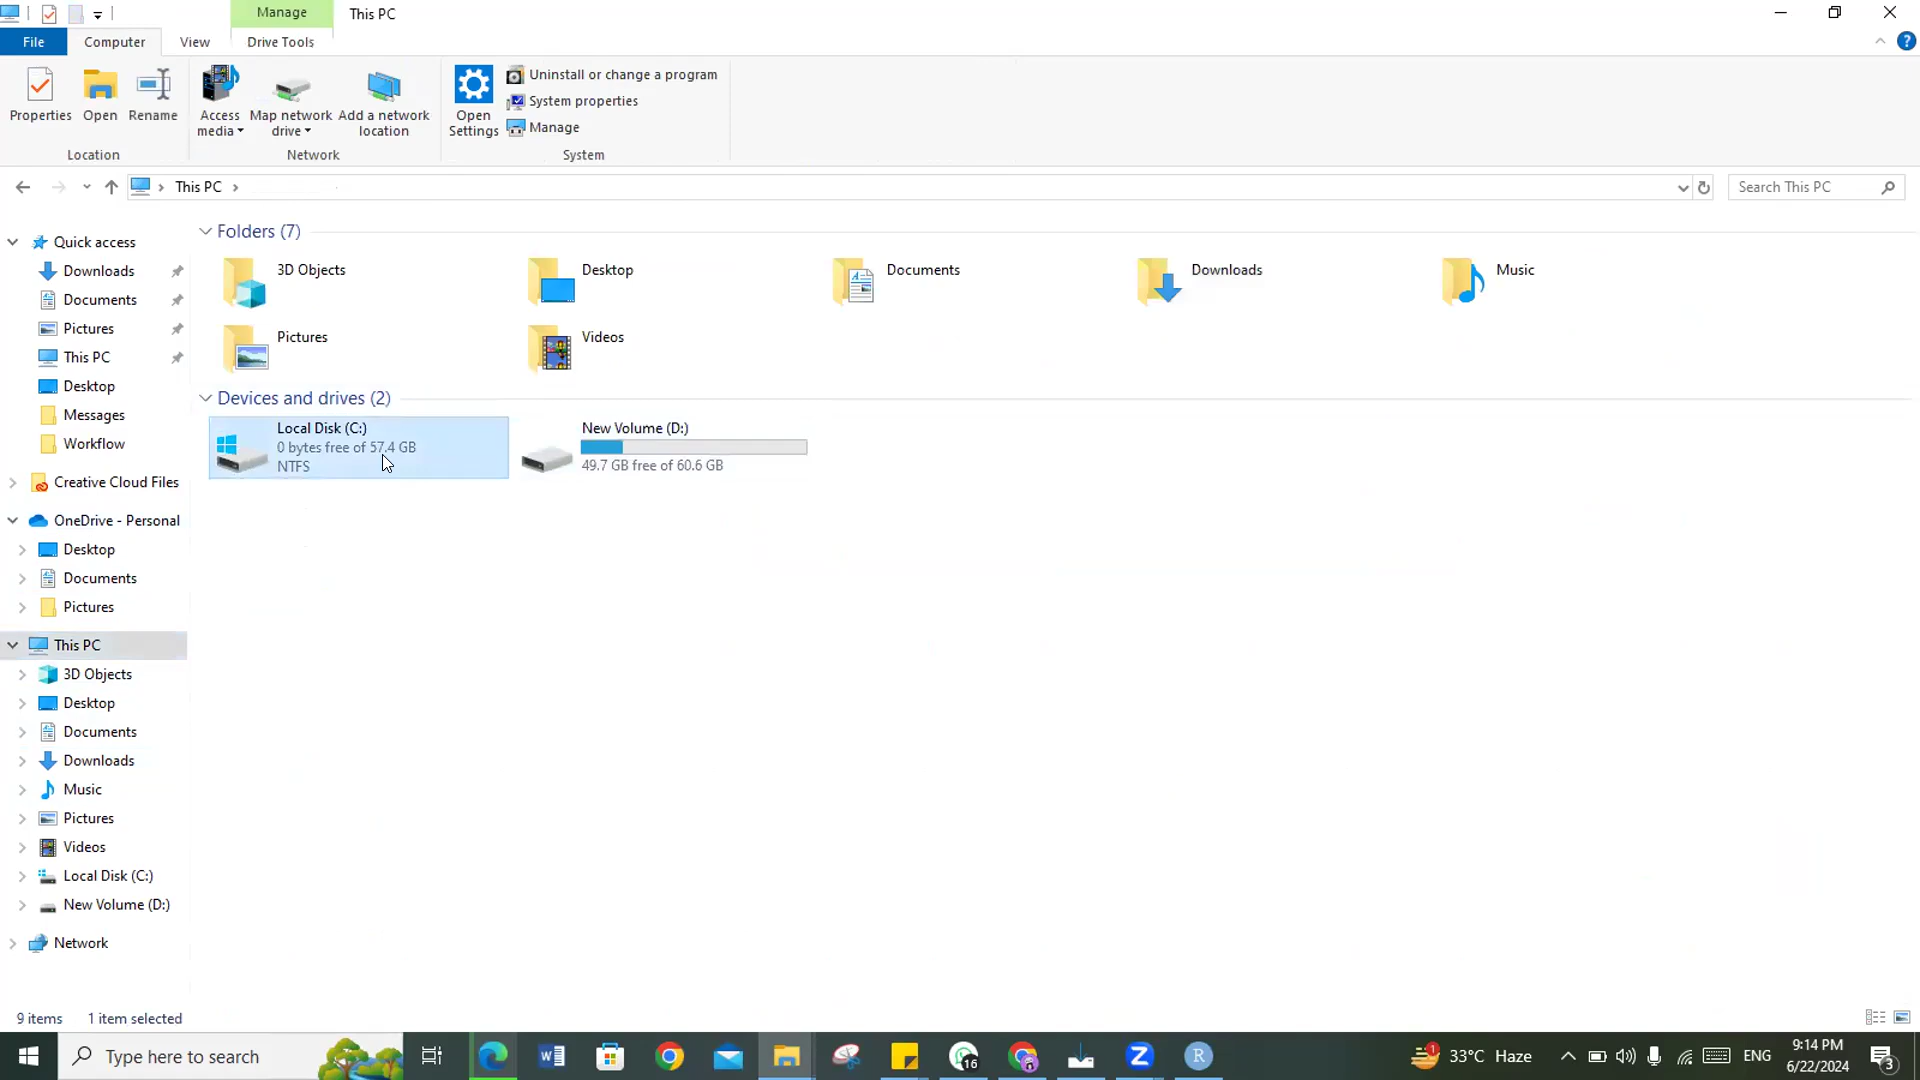 Manage
This PC
File
Computer
View
Drive Tools
Properties
Open
Rename
Access media
Map network drive
Add a network location
Open Settings
Uninstall or change a program
System properties
Manage
Location
Network
System
This PC
Search This PC
Quick access
Downloads
Documents
Pictures
This PC
Desktop
Messages
Workflow
Creative Cloud Files
OneDrive - Personal
Desktop
Documents
Pictures
This PC
3D Objects
Desktop
Documents
Downloads
Music
Pictures
Videos
Local Disk (C:)
New Volume (D:)
Network
Folders (7)
3D Objects
Desktop
Documents
Downloads
Music
Pictures
Videos
Devices and drives (2)
Local Disk (C:)
0 bytes free of 57.4 GB
NTFS
New Volume (D:)
49.7 GB free of 60.6 GB
9 items
1 item selected
Type here to search
16
1
33°C Haze
ENG
9:14 PM
6/22/2024
3